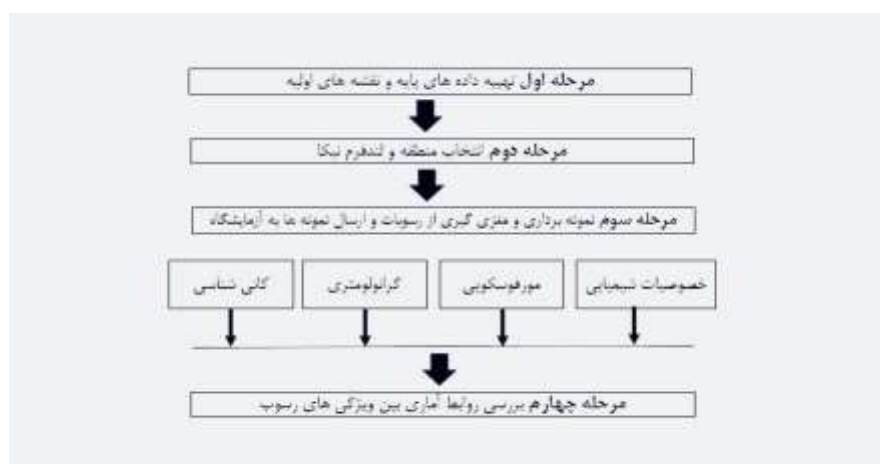 مرحله اول تهییه داده های پایه و نقشه های اولیه
مرحله دوم انتخاب منطقه و لندفرم نبکا
مرحله سوم نمونه برداری و مغزی گیری از رسوبات و ارسال نمونه ها به آزمایشگاه
خصوصیات شیمیایی
مورفوسکوپی
گرانولومتری
کانی شناسی
مرحله چهارم بررسی روابط آماری بین ویژگی های رسوب